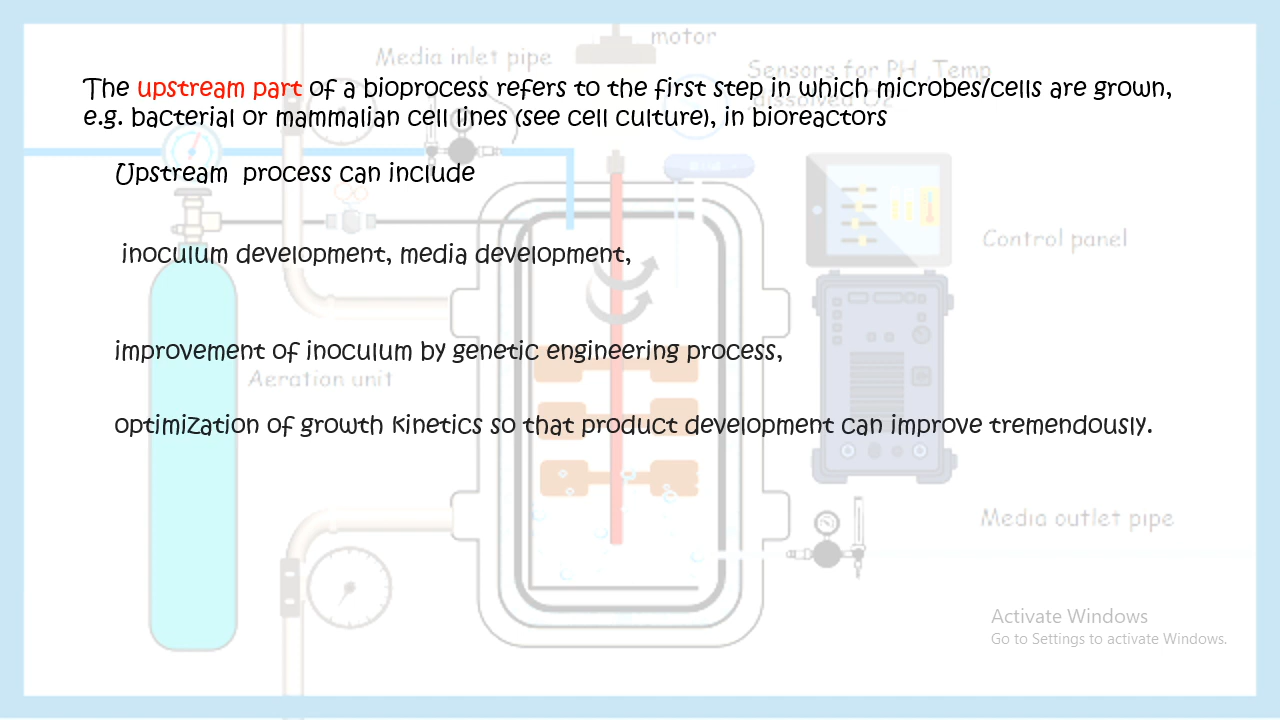 motor
Media inlet pipe
Sensors for PH ,Temp
,dissolved O2
The upstream part of a bioprocess refers to the first step in which microbes/cells are grown,
e.g. bacterial or mammalian cell lines (see cell culture), in bioreactors
Upstream process can include
Control panel
inoculum development, media development,
improvement of inoculum by genetic engineering process,
Aeration unit
optimization of growth kinetics so that product development can improve tremendously.
Media outlet pipe
Activate Windows
Go to Settings to activate Windows.